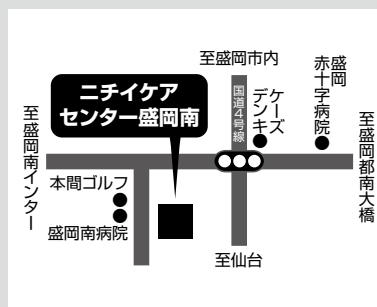 至盛岡市内
盛岡
赤十字病院
ニチイケア
センター盛岡南
国道4号線
ケーズ
デンキ
至盛岡南インター
至盛岡都南大橋
本間ゴルフ
盛岡南病院
至仙台